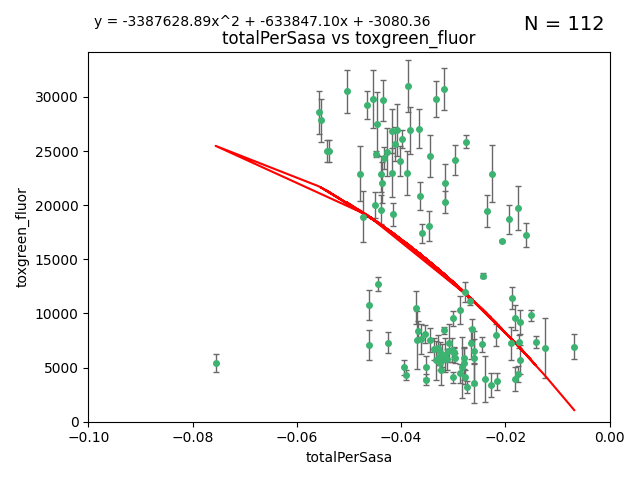 y = -3387628.89x^2 + -633847.10x + -3080.36
N = 112
totalPerSasa vs toxgreen_fluor
30000
25000
20000
15000
10000
5000
0
toxgreen_fluor
−0.10
−0.08
−0.06
−0.04
−0.02
0.00
totalPerSasa